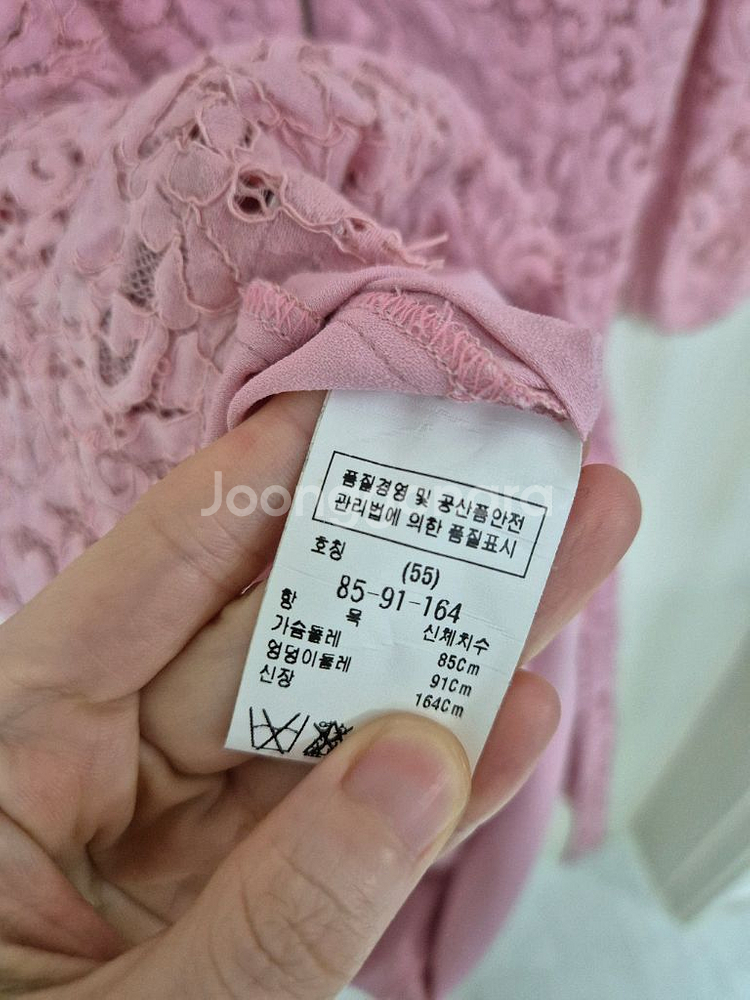 Joongonara
품질경영 및 공산품안전
관리법에 의한 품질표시
호칭
(55)
85-91-164
항 목 신체치수
가슴둘레 85Cm
엉덩이둘레 91Cm
신장 164Cm